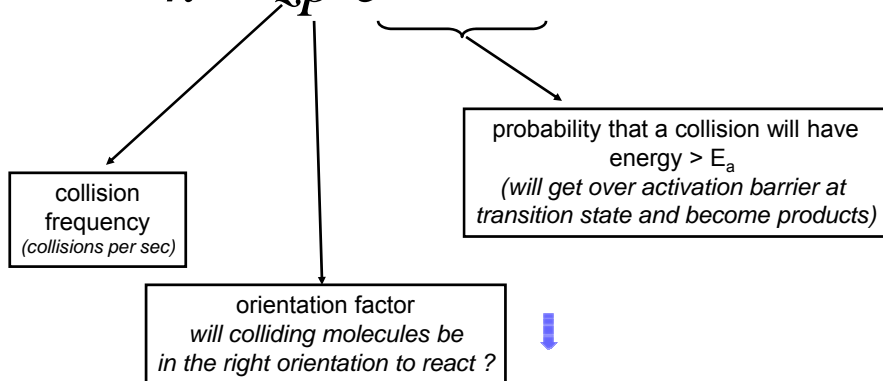 probability that a collision will have
energy > Ea
(will get over activation barrier at
transition state and become products)
collision
frequency
(collisions per sec)
orientation factor
will colliding molecules be
in the right orientation to react ?